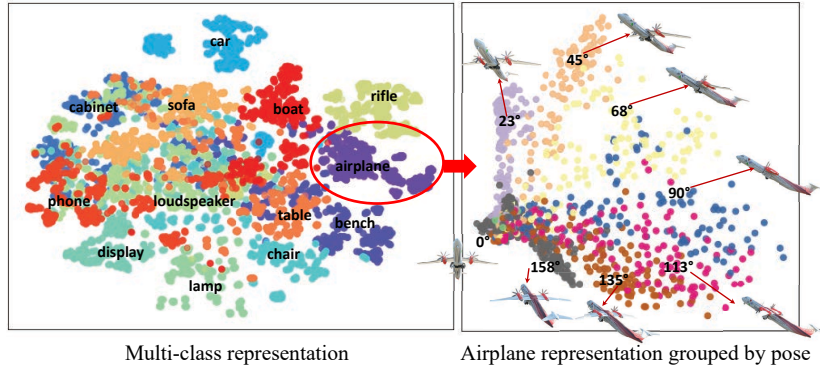 car
cabinet
sofa
boat
rifle
airplane
phone
loudspeaker
table
bench
display
chair
lamp
45°
23°
68°
90°
0°
158°
135°
113°
Multi-class representation
Airplane representation grouped by pose